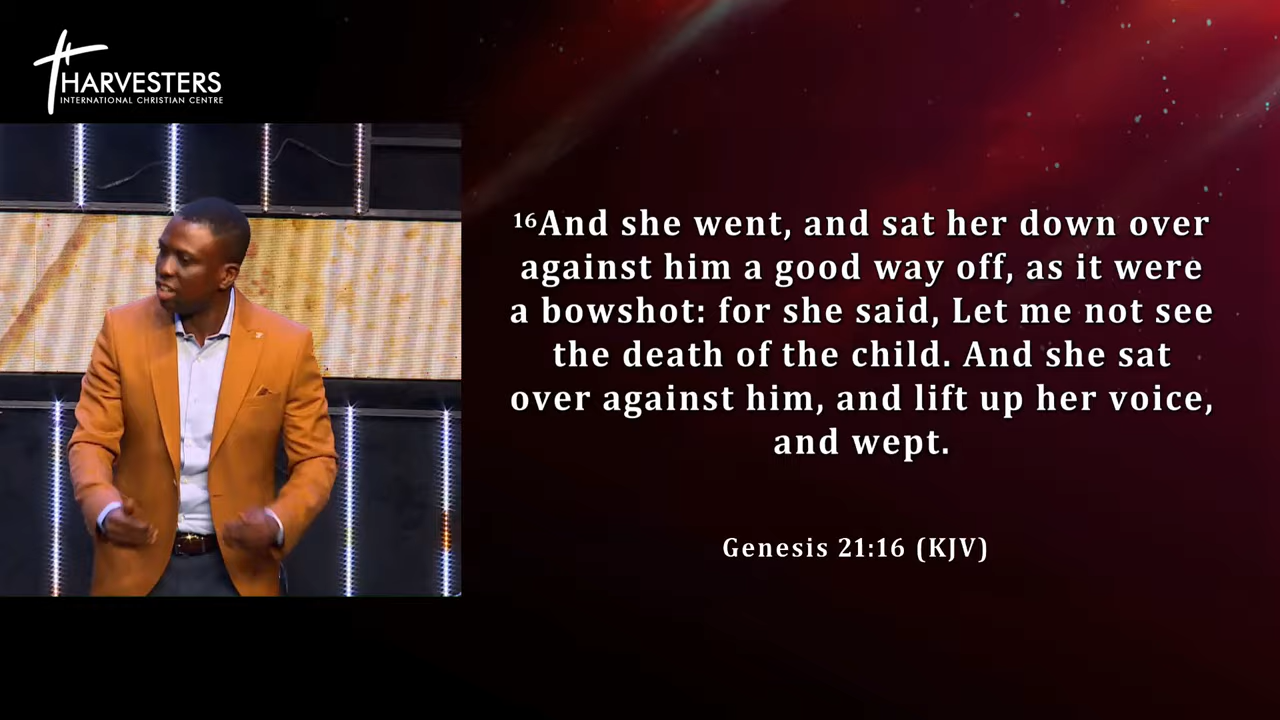 HARVESTERS
INTERNATIONAL CHRISTIAN CENTRE
16And she went, and sat her down over
against him a good way off, as it were
a bowshot: for she said, Let me not see
the death of the child. And she sat
over against him, and lift up her voice,
and wept.
Genesis 21:16 (KJV)